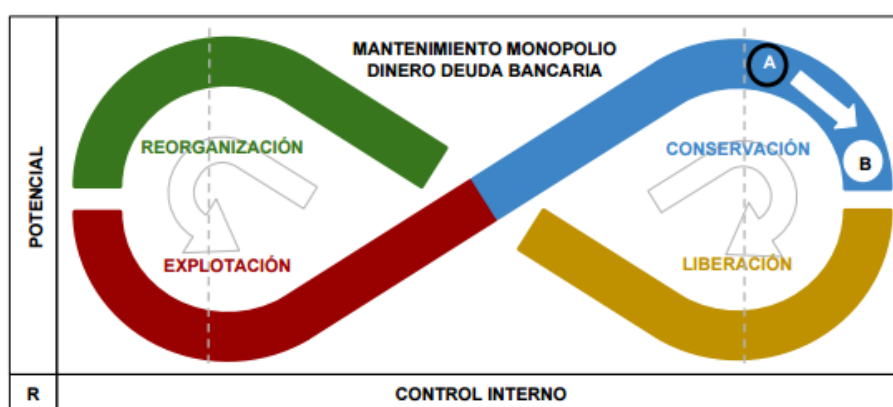 MANTENIMIENTO MONOPOLIO
DINERO DEUDA BANCARIA
A
REORGANIZACIÓN
CONSERVACIÓN
B
POTENCIAL
EXPLOTACIÓN
LIBERACIÓN
R
CONTROL INTERNO